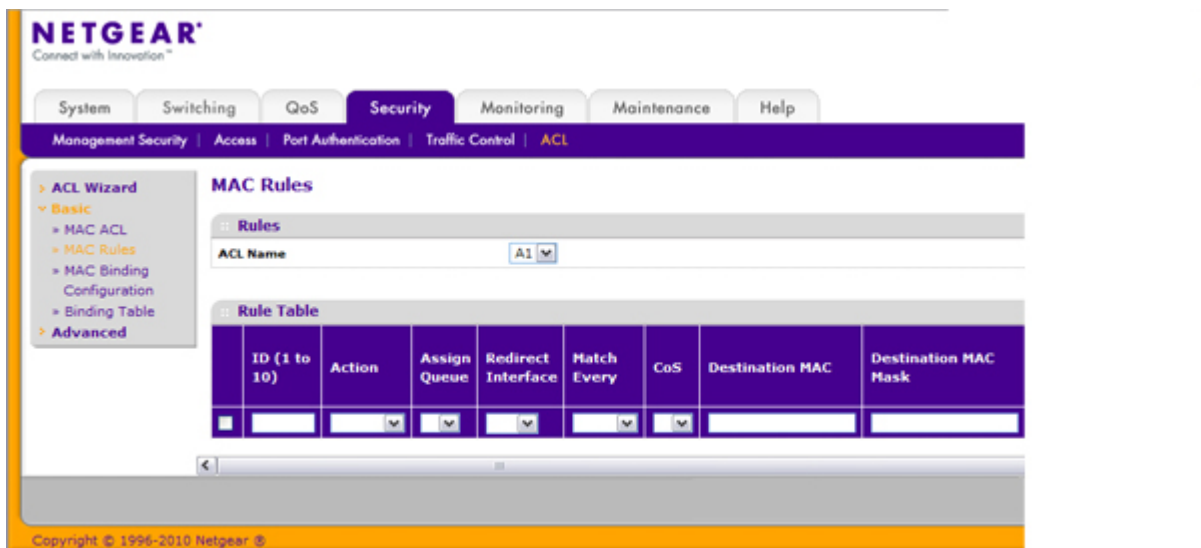 NETGEAR®
Connect with Innovation™
System Switching QoS Security Monitoring Maintenance Help
Management Security | Access | Port Authentication | Traffic Control | ACL
ACL Wizard
Basic
» MAC ACL
» MAC Rules
» MAC Binding
Configuration
» Binding Table
Advanced
MAC Rules
Rules
ACL Name A1
Rule Table
ID (1 to
10)
Action
Assign
Queue
Redirect
Interface
Match
Every
CoS
Destination MAC
Destination MAC
Mask
Copyright © 1996-2010 Netgear ®